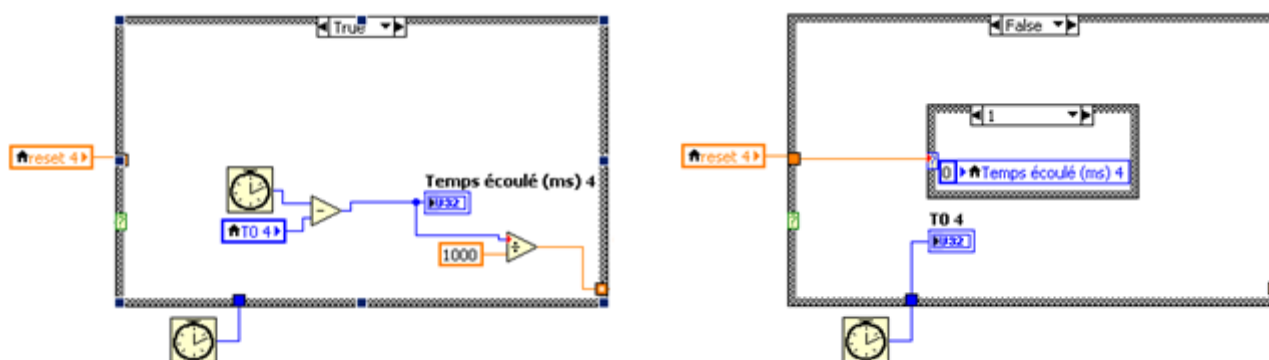 True
reset 4
Temps écoulé (ms) 4
U32
T0 4
1000
False
reset 4
1
0 Temps écoulé (ms) 4
T0 4
U32